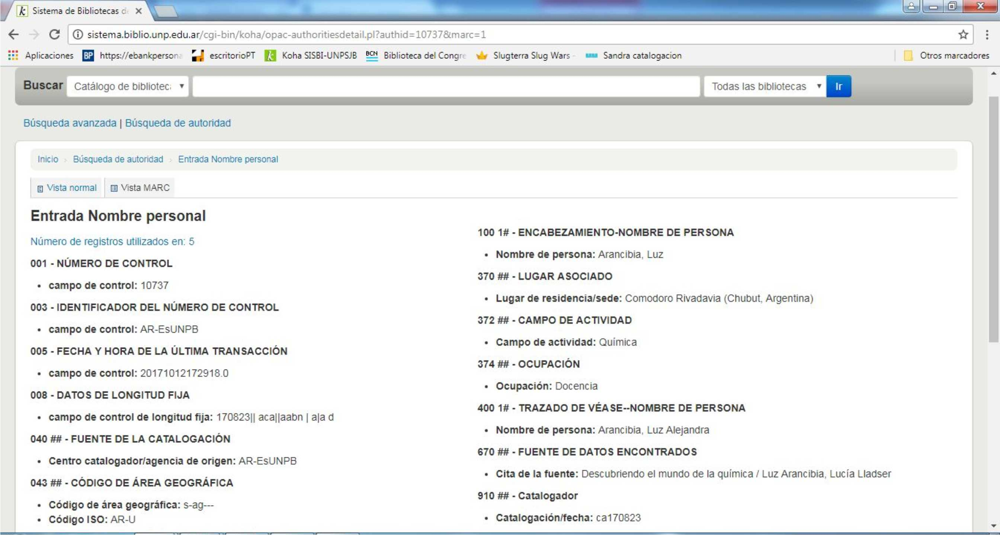 Sistema de Bibliotecas d
sistema.biblio.unp.edu.ar/cgi-bin/koha/opac-authoritiesdetail.pl?authid=10737&marc=1
Aplicaciones BP https://ebankpersona escritorioPT Koha SISBI-UNPSJB BCN Biblioteca del Congre Slugterra Slug Wars - Sandra catalogacion Otros marcadores
Buscar Catálogo de bibliotec Todas las bibliotecas Ir
Búsqueda avanzada | Búsqueda de autoridad
Inicio › Búsqueda de autoridad › Entrada Nombre personal
Vista normal Vista MARC
Entrada Nombre personal
Número de registros utilizados en: 5
001 - NÚMERO DE CONTROL
• campo de control: 10737
003 - IDENTIFICADOR DEL NÚMERO DE CONTROL
• campo de control: AR-EsUNPB
005 - FECHA Y HORA DE LA ÚLTIMA TRANSACCIÓN
• campo de control: 20171012172918.0
008 - DATOS DE LONGITUD FIJA
• campo de control de longitud fija: 170823|| aca||aabn | a|a d
040 ## - FUENTE DE LA CATALOGACIÓN
• Centro catalogador/agencia de origen: AR-EsUNPB
043 ## - CÓDIGO DE ÁREA GEOGRÁFICA
• Código de área geográfica: s-ag---
• Código ISO: AR-U
100 1# - ENCABEZAMIENTO-NOMBRE DE PERSONA
• Nombre de persona: Arancibia, Luz
370 ## - LUGAR ASOCIADO
• Lugar de residencia/sede: Comodoro Rivadavia (Chubut, Argentina)
372 ## - CAMPO DE ACTIVIDAD
• Campo de actividad: Química
374 ## - OCUPACIÓN
• Ocupación: Docencia
400 1# - TRAZADO DE VÉASE--NOMBRE DE PERSONA
• Nombre de persona: Arancibia, Luz Alejandra
670 ## - FUENTE DE DATOS ENCONTRADOS
• Cita de la fuente: Descubriendo el mundo de la química / Luz Arancibia, Lucía Lladser
910 ## - Catalogador
• Catalogación/fecha: ca170823